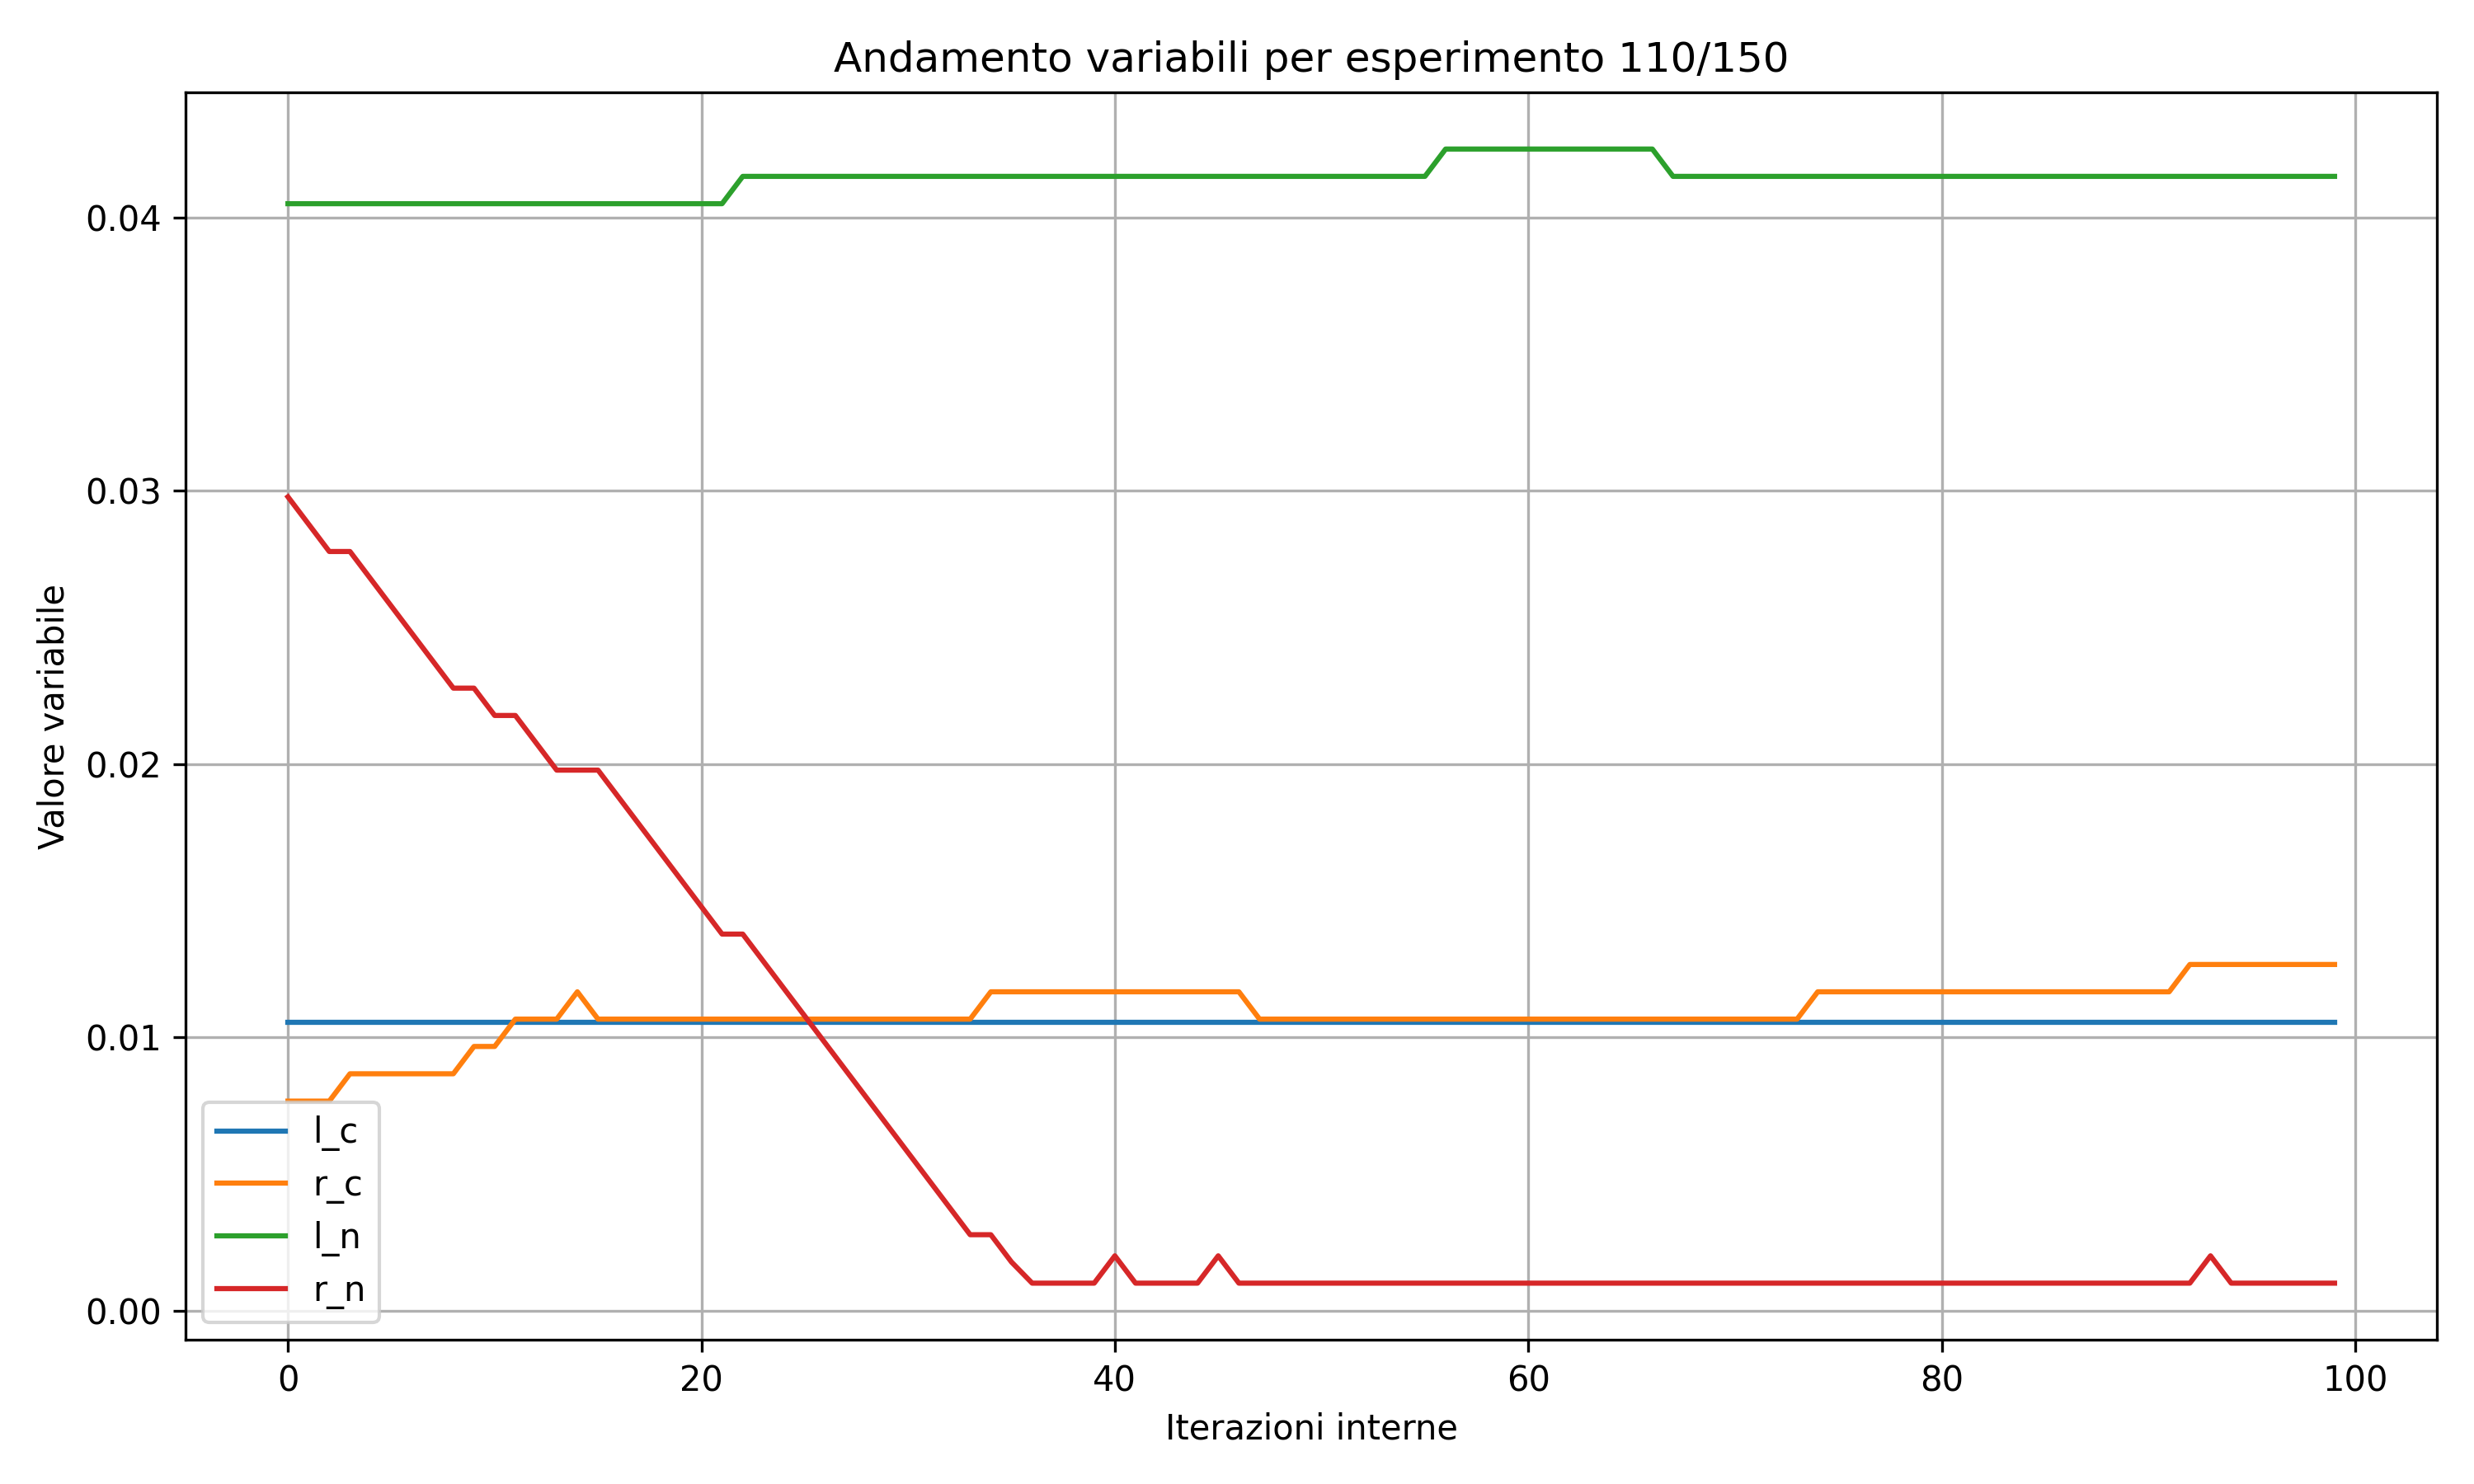 Andamento variabili per esperimento 110/150
Valore variabile
0.04
0.03
0.02
0.01
0.00
l_c
r_c
l_n
r_n
0 20 40 60 80 100
Iterazioni interne